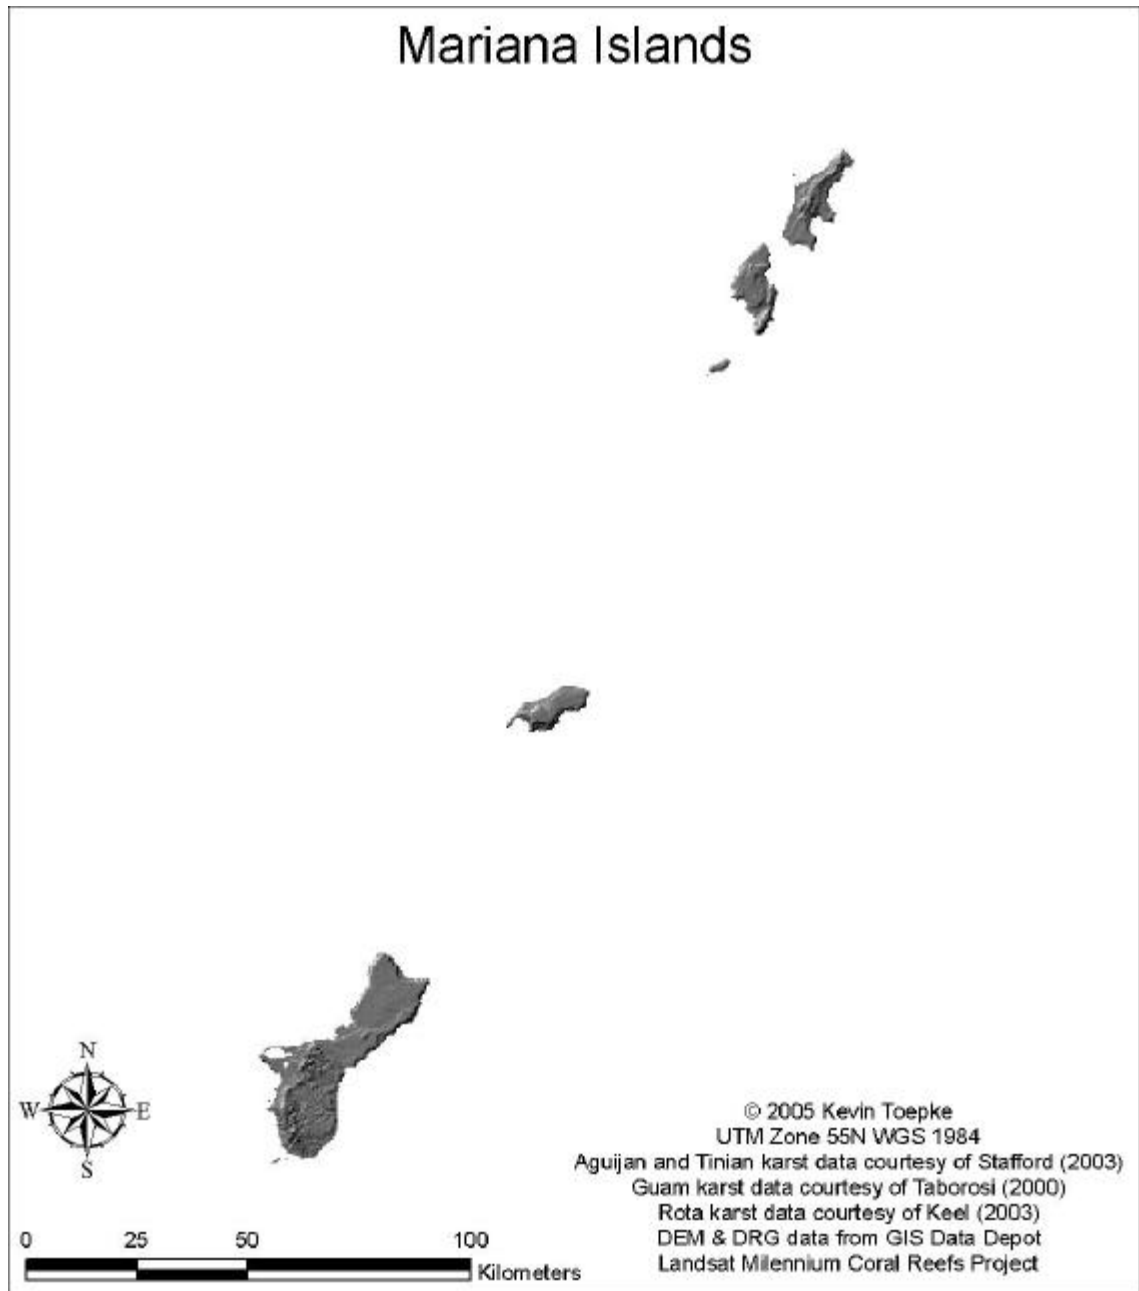 Mariana Islands
N
W E
S
© 2005 Kevin Toepke
UTM Zone 55N WGS 1984
Aguijan and Tinian karst data courtesy of Stafford (2003)
Guam karst data courtesy of Taborosi (2000)
Rota karst data courtesy of Keel (2003)
DEM & DRG data from GIS Data Depot
Landsat Milennium Coral Reefs Project
0 25 50 100
Kilometers